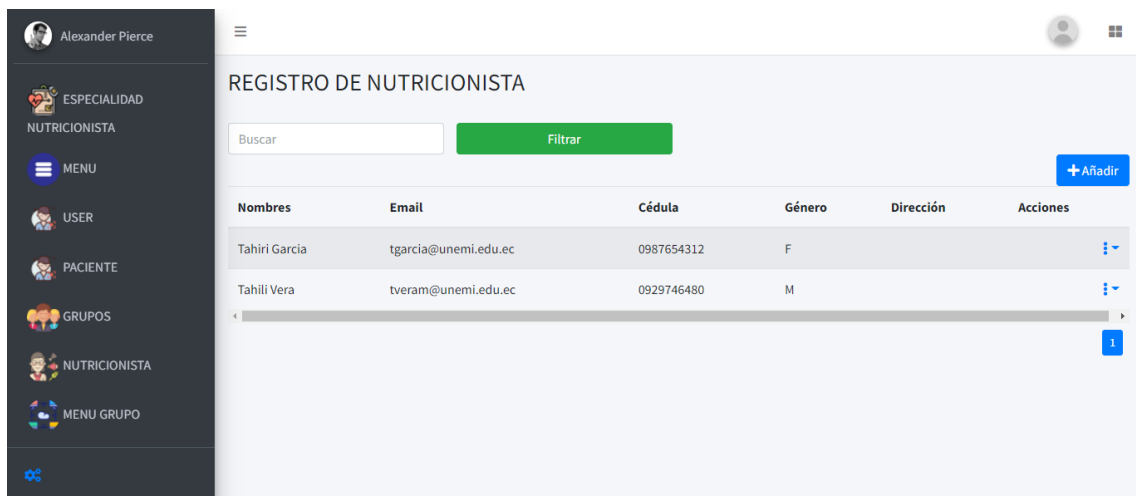 Alexander Pierce
ESPECIALIDAD
NUTRICIONISTA
MENU
USER
PACIENTE
GRUPOS
NUTRICIONISTA
MENU GRUPO
REGISTRO DE NUTRICIONISTA
Buscar Filtrar
Añadir
Nombres Email Cédula Género Dirección Acciones
Tahiri Garcia tgarcia@unemi.edu.ec 0987654312 F
Tahili Vera tveram@unemi.edu.ec 0929746480 M
1